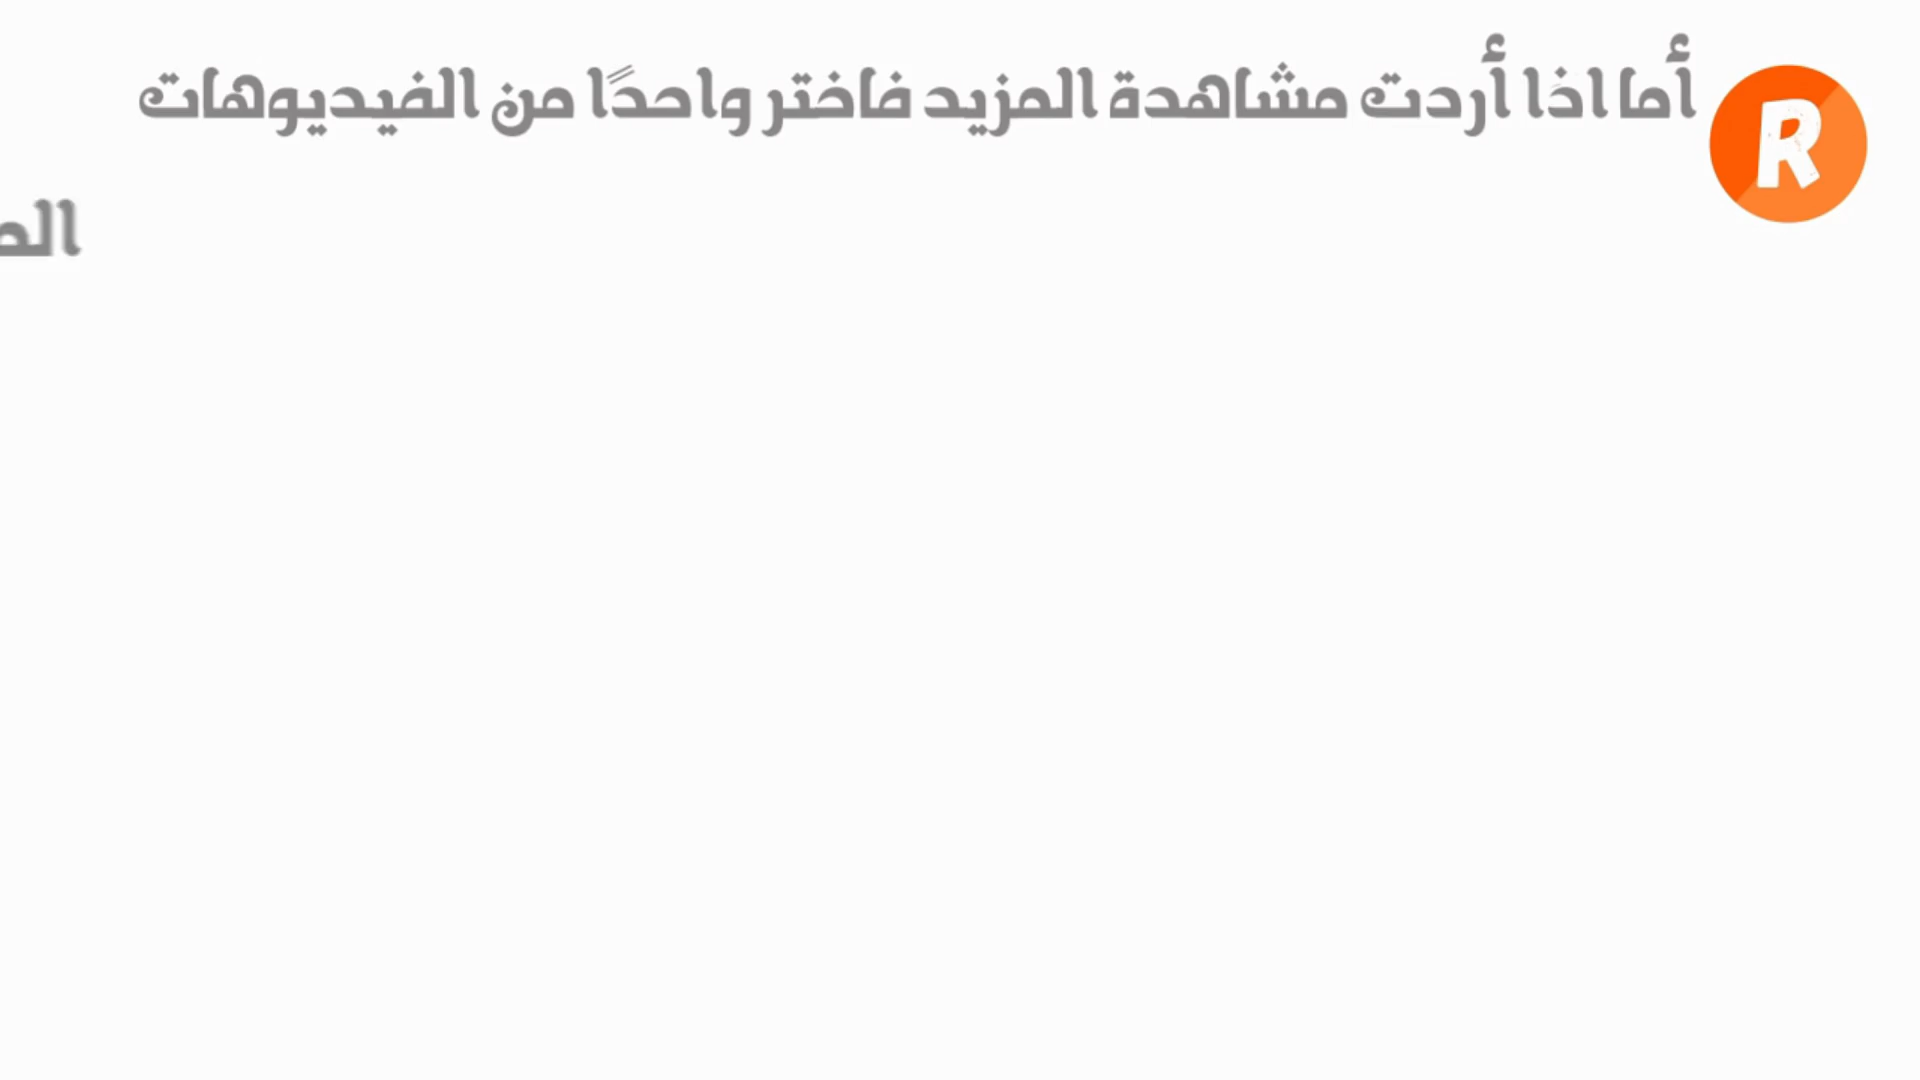 أما اذا أردت مشاهدة المزيد فاختر واحدًا من الفيديوهات
R